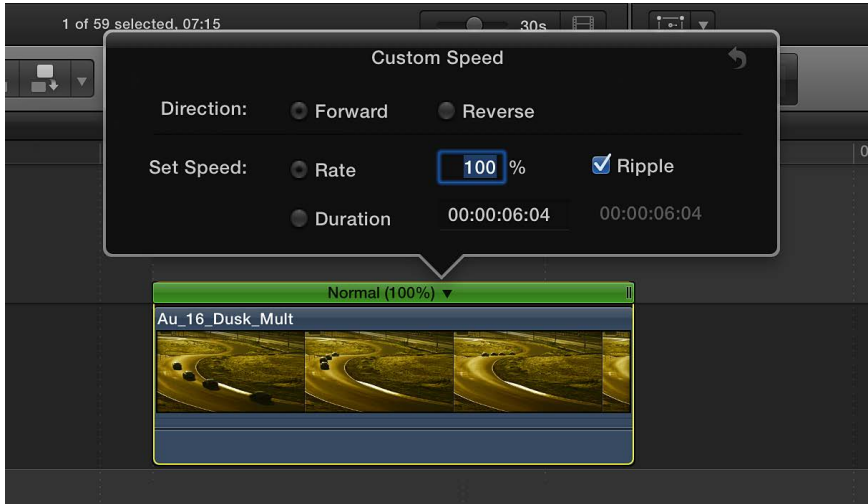 1 of 59 selected, 07:15
30s
Custom Speed
Direction: Forward Reverse
Set Speed: Rate 100 % Ripple
Duration 00:00:06:04 00:00:06:04
Normal (100%)
Au_16_Dusk_Mult